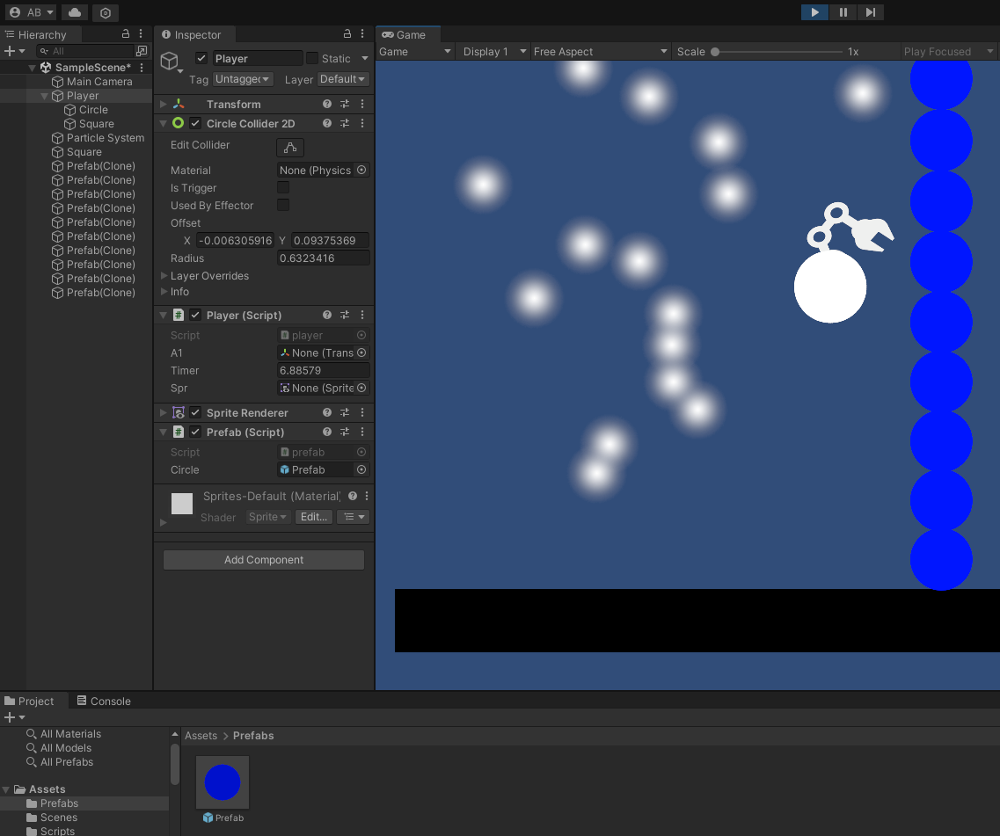 AB
Hierarchy
All
SampleScene*
Main Camera
Player
Circle
Square
Particle System
Square
Prefab(Clone)
Prefab(Clone)
Prefab(Clone)
Prefab(Clone)
Prefab(Clone)
Prefab(Clone)
Prefab(Clone)
Prefab(Clone)
Prefab(Clone)
Prefab(Clone)
Inspector
Player
Static
Tag Untagged Layer Default
Transform
Circle Collider 2D
Edit Collider
Material None (Physics
Is Trigger
Used By Effector
Offset
X -0.006305916 Y 0.09375369
Radius 0.6323416
Layer Overrides
Info
# Player (Script)
Script player
A1 None (Trans
Timer 6.88579
Spr None (Sprite
Sprite Renderer
# Prefab (Script)
Script prefab
Circle Prefab
Sprites-Default (Material)
Shader Sprite Edit...
Add Component
Game
Game Display 1 Free Aspect Scale 1x Play Focused
Project Console
All Materials
All Models
All Prefabs
Assets
Prefabs
Scenes
Scripts
Assets > Prefabs
Prefab